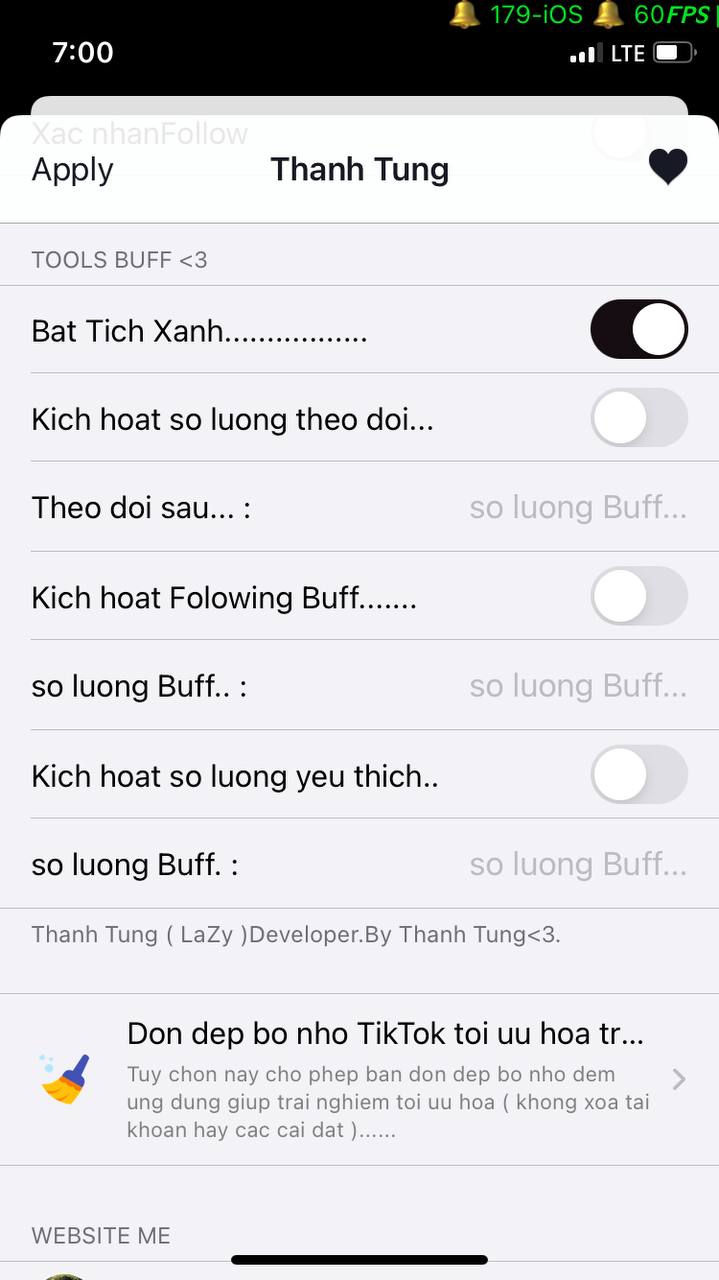 179-iOS 60FPS
7:00 LTE
Xac nhanFollow
Apply Thanh Tung
TOOLS BUFF <3
Bat Tich Xanh.................
Kich hoat so luong theo doi...
Theo doi sau... : so luong Buff...
Kich hoat Folowing Buff.......
so luong Buff.. : so luong Buff...
Kich hoat so luong yeu thich..
so luong Buff. : so luong Buff...
Thanh Tung ( LaZy )Developer.By Thanh Tung<3.
Don dep bo nho TikTok toi uu hoa tr...
Tuy chon nay cho phep ban don dep bo nho dem
ung dung giup trai nghiem toi uu hoa ( khong xoa tai
khoan hay cac cai dat )......
WEBSITE ME